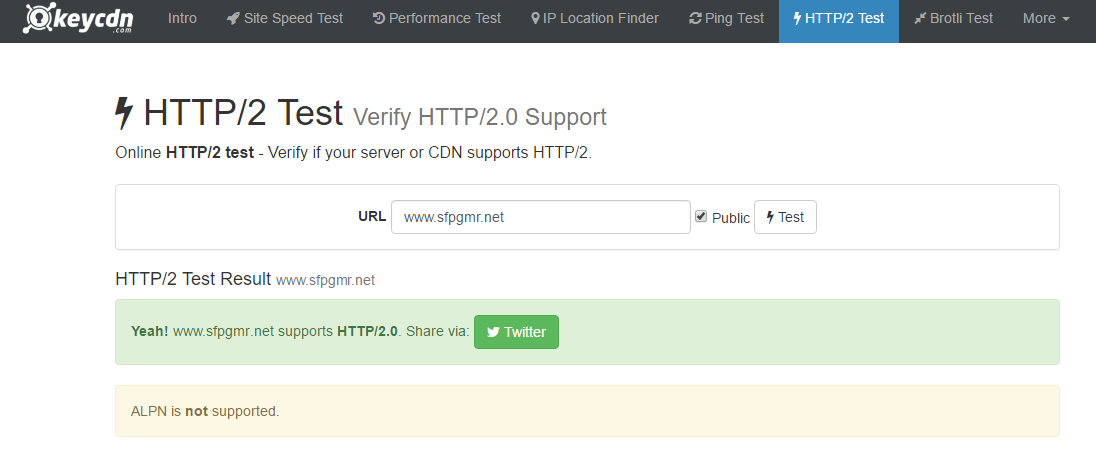 keycdn .com Intro Site Speed Test Performance Test IP Location Finder Ping Test HTTP/2 Test Brotli Test More
HTTP/2 Test Verify HTTP/2.0 Support
Online HTTP/2 test - Verify if your server or CDN supports HTTP/2.
URL www.sfpgmr.net Public Test
HTTP/2 Test Result www.sfpgmr.net
Yeah! www.sfpgmr.net supports HTTP/2.0. Share via: Twitter
ALPN is not supported.